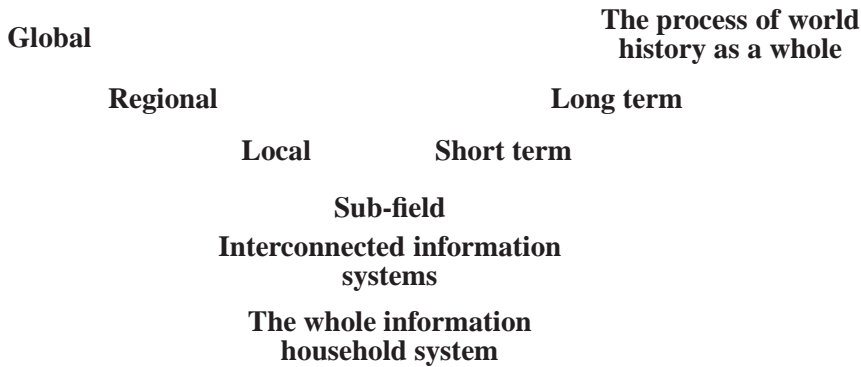 Global
The process of world
history as a whole
Regional
Long term
Local
Short term
Sub-field
Interconnected information
systems
The whole information
household system